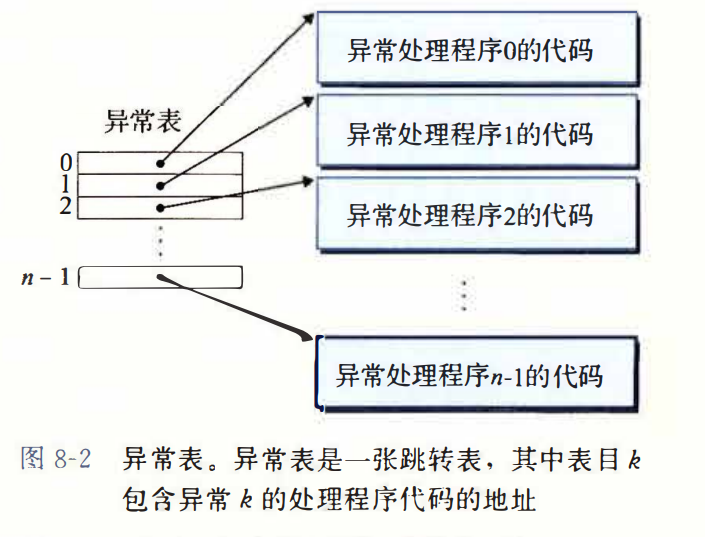 异常处理程序0的代码
异常表
0
1
2
n-1
异常处理程序1的代码
异常处理程序2的代码
异常处理程序n-1的代码
图 8-2 异常表。异常表是一张跳转表，其中表目 k
包含异常 k 的处理程序代码的地址